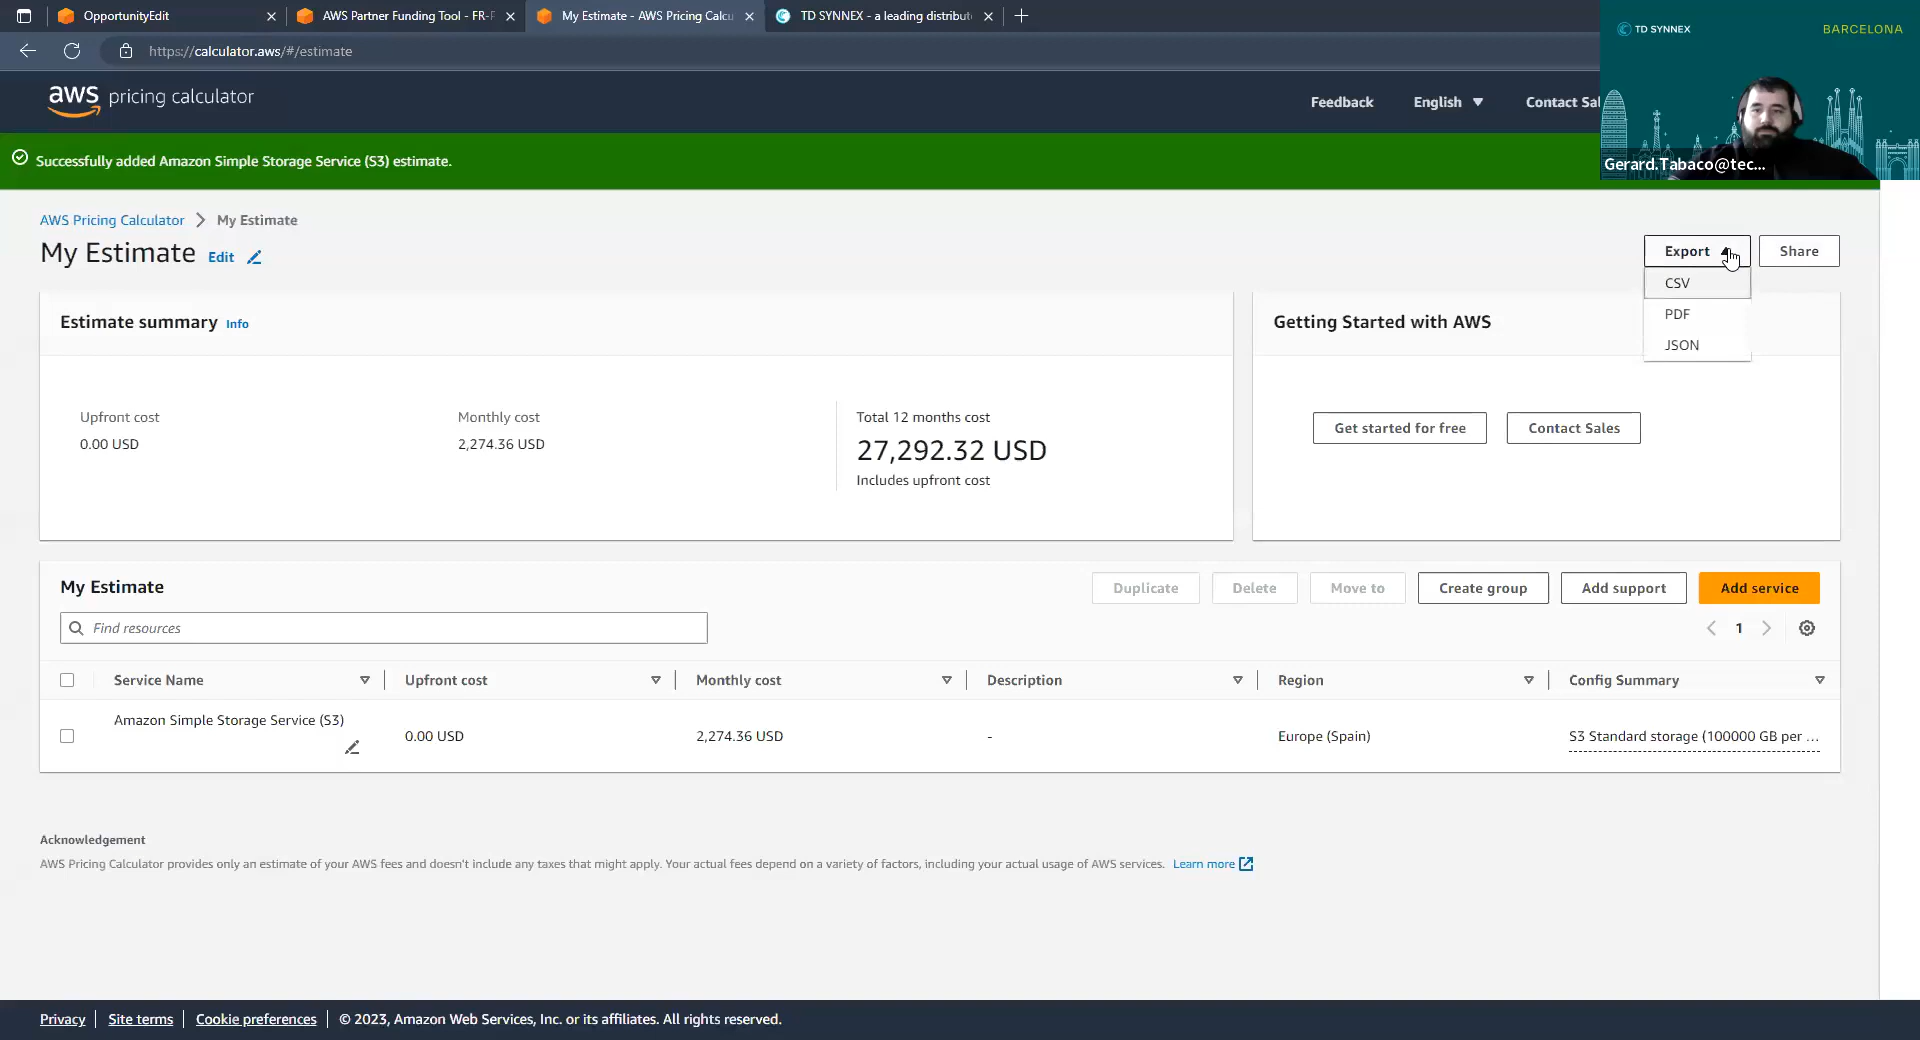 OpportunityEdit
AWS Partner Funding Tool - FR-F
My Estimate - AWS Pricing Calcu
TD SYNNEX - a leading distribut
https://calculator.aws/#/estimate
TD SYNNEX
BARCELONA
Gerard.Tabaco@tec...
aws pricing calculator
Feedback
English
Contact Sal
Successfully added Amazon Simple Storage Service (S3) estimate.
AWS Pricing Calculator
My Estimate
My Estimate
Edit
Export
Share
CSV
PDF
JSON
Estimate summary
Info
Upfront cost
0.00 USD
Monthly cost
2,274.36 USD
Total 12 months cost
27,292.32 USD
Includes upfront cost
Getting Started with AWS
Get started for free
Contact Sales
My Estimate
Duplicate
Delete
Move to
Create group
Add support
Add service
Find resources
1
Service Name
Upfront cost
Monthly cost
Description
Region
Config Summary
Amazon Simple Storage Service (S3)
0.00 USD
2,274.36 USD
-
Europe (Spain)
S3 Standard storage (100000 GB per ...
Acknowledgement
AWS Pricing Calculator provides only an estimate of your AWS fees and doesn't include any taxes that might apply. Your actual fees depend on a variety of factors, including your actual usage of AWS services. Learn more
Privacy
Site terms
Cookie preferences
© 2023, Amazon Web Services, Inc. or its affiliates. All rights reserved.